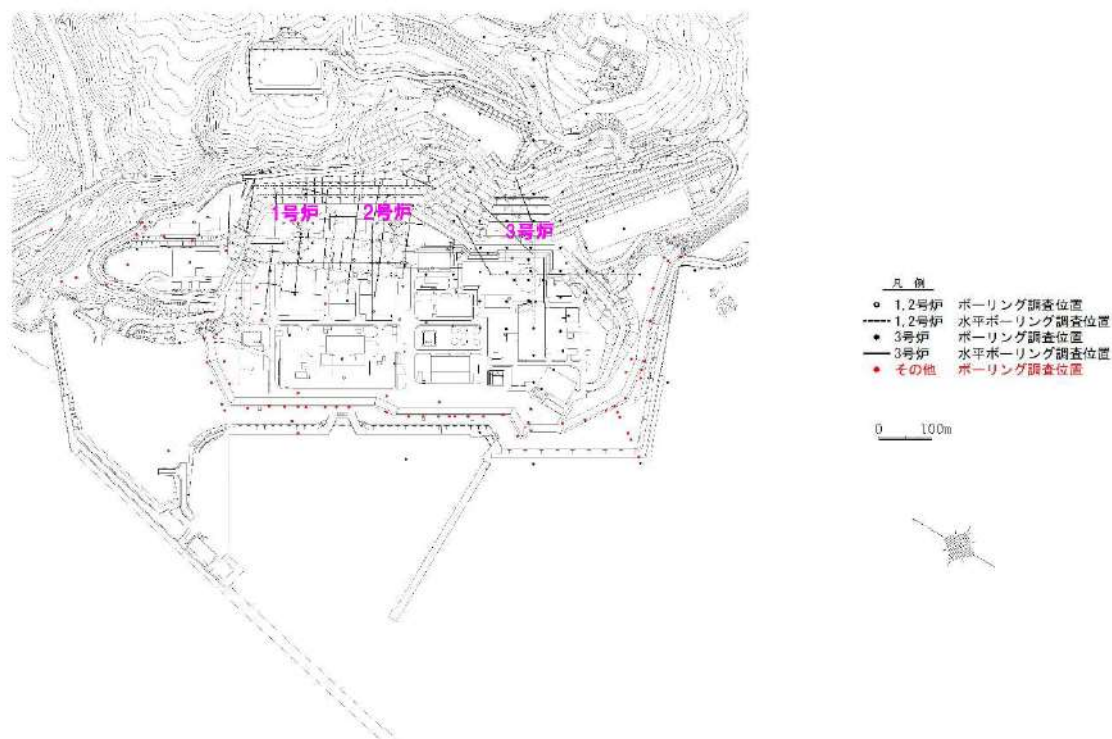 1号炉
2号炉
3号炉
凡 例
1,2号炉 ボーリング調査位置
1,2号炉 水平ボーリング調査位置
3号炉 ボーリング調査位置
3号炉 水平ボーリング調査位置
その他 ボーリング調査位置
0 100m